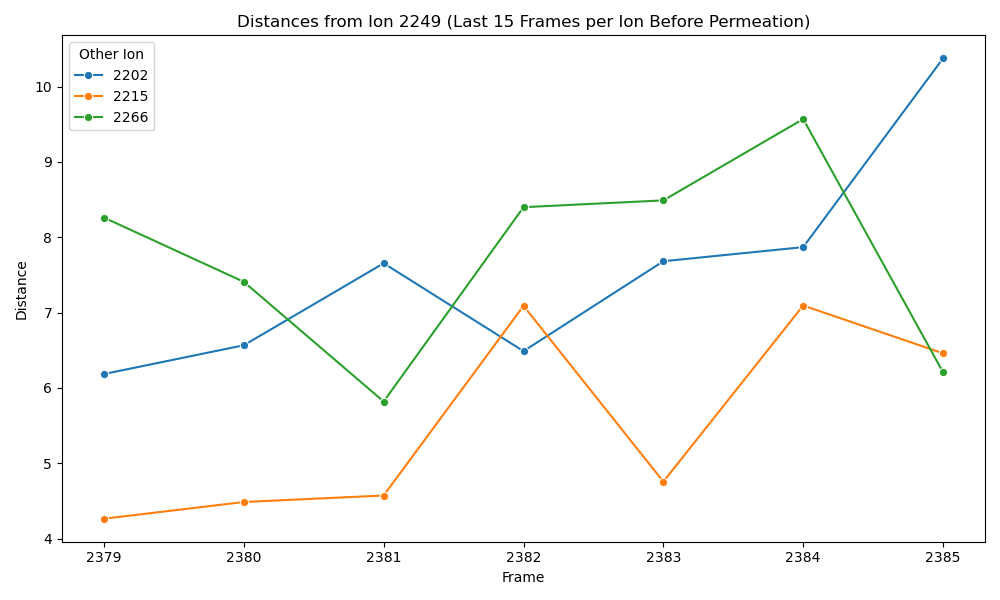 Distances from Ion 2249 (Last 15 Frames per Ion Before Permeation)
Other Ion
2202
2215
2266
10
9
8
7
6
5
4
Distance
2379 2380 2381 2382 2383 2384 2385
Frame